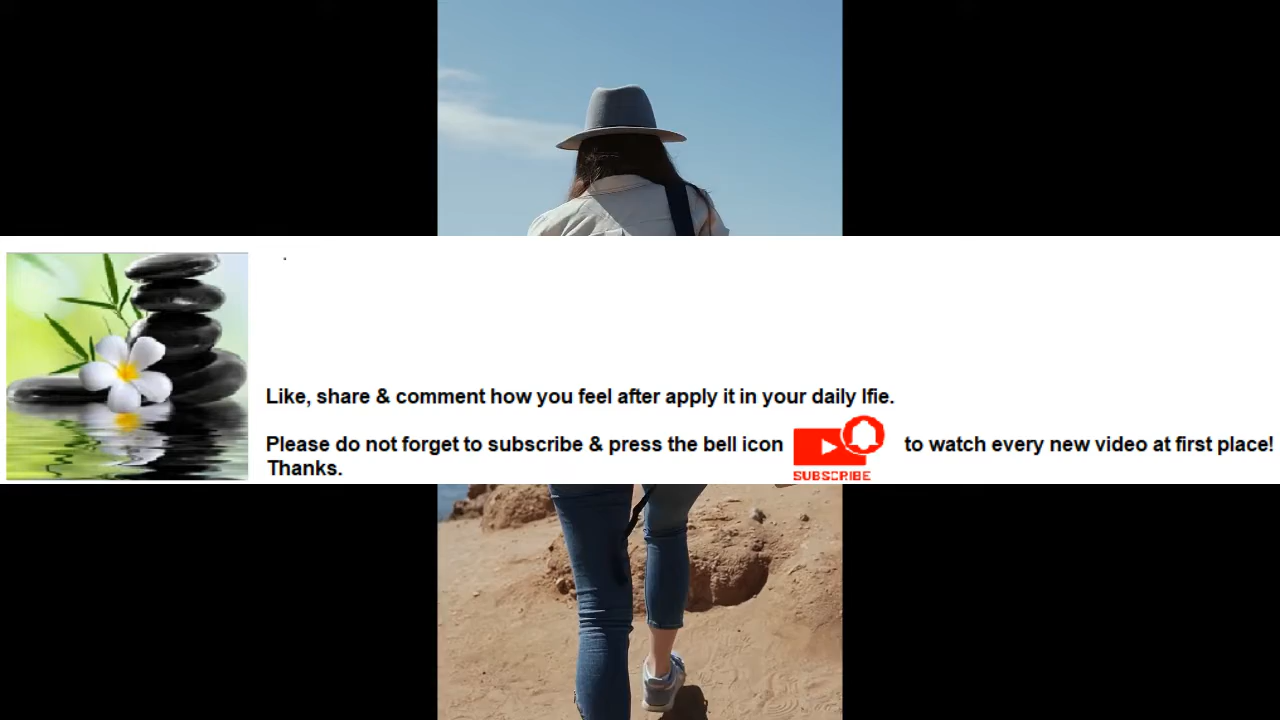 Like, share & comment how you feel after apply it in your daily lfie.
Please do not forget to subscribe & press the bell icon to watch every new video at first place!
SUBSCRIBE
Thanks.